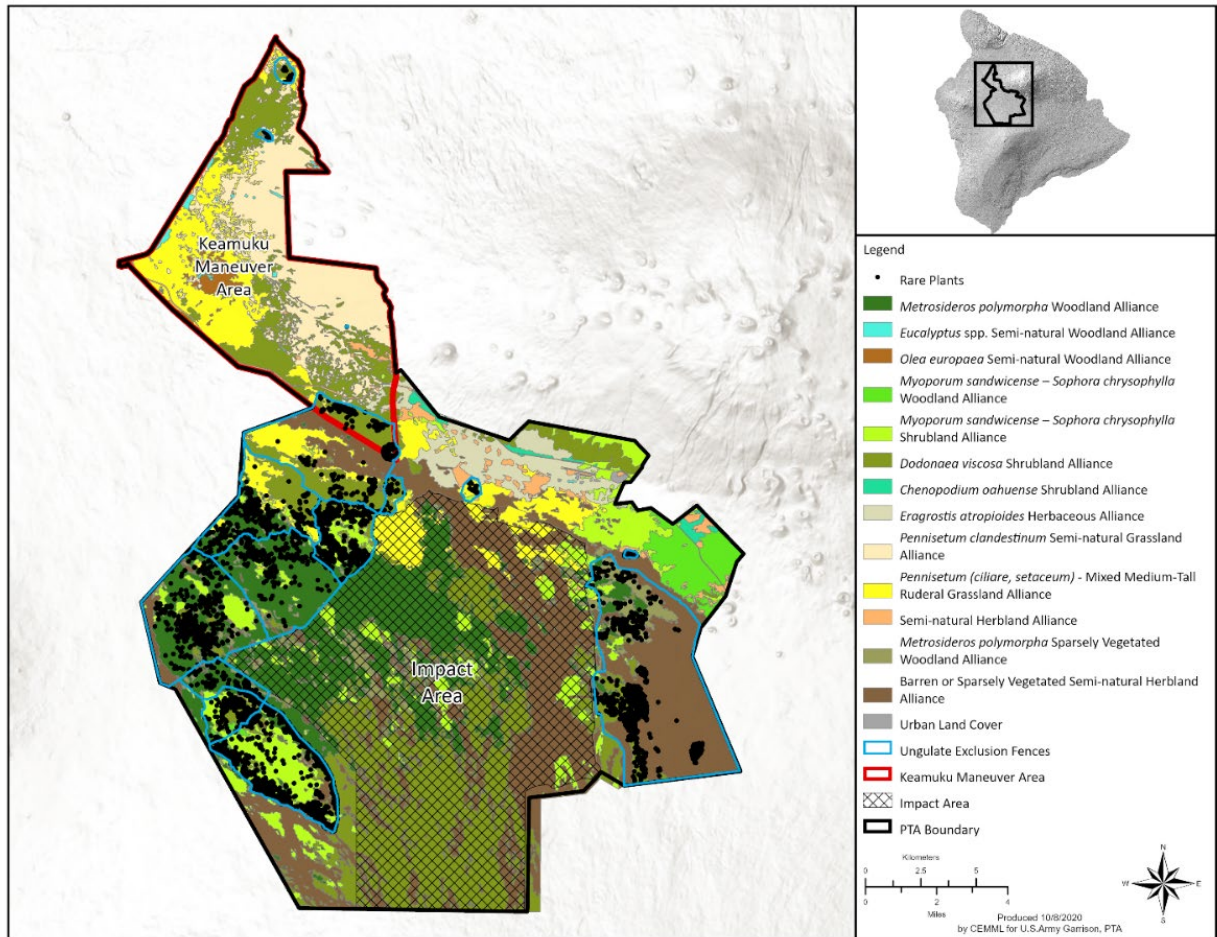 Keamuku
Maneuver
Area
Impact
Area
Legend
Rare Plants
Metrosideros polymorpha Woodland Alliance
Eucalyptus spp. Semi-natural Woodland Alliance
Olea europaea Semi-natural Woodland Alliance
Myoporum sandwicense – Sophora chrysophylla
Woodland Alliance
Myoporum sandwicense – Sophora chrysophylla
Shrubland Alliance
Dodonaea viscosa Shrubland Alliance
Chenopodium oahuense Shrubland Alliance
Eragrostis atropioides Herbaceous Alliance
Pennisetum clandestinum Semi-natural Grassland
Alliance
Pennisetum (ciliare, setaceum) - Mixed Medium-Tall
Ruderal Grassland Alliance
Semi-natural Herbland Alliance
Metrosideros polymorpha Sparsely Vegetated
Woodland Alliance
Barren or Sparsely Vegetated Semi-natural Herbland
Alliance
Urban Land Cover
Ungulate Exclusion Fences
Keamuku Maneuver Area
Impact Area
PTA Boundary
Kilometers
0 2.5 5
0 2 4
Miles
N
W E
S
Produced 10/8/2020
by CEMML for U.S.Army Garrison, PTA